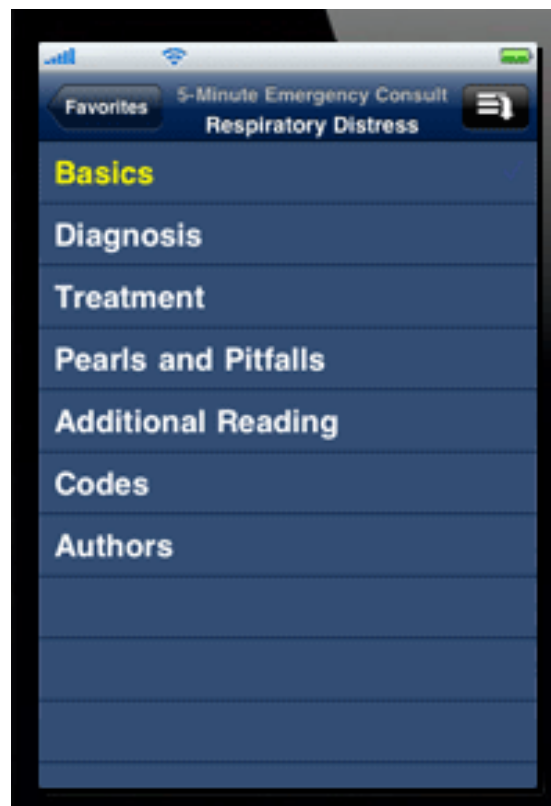 Favorites
5-Minute Emergency Consult
Respiratory Distress
Basics
Diagnosis
Treatment
Pearls and Pitfalls
Additional Reading
Codes
Authors